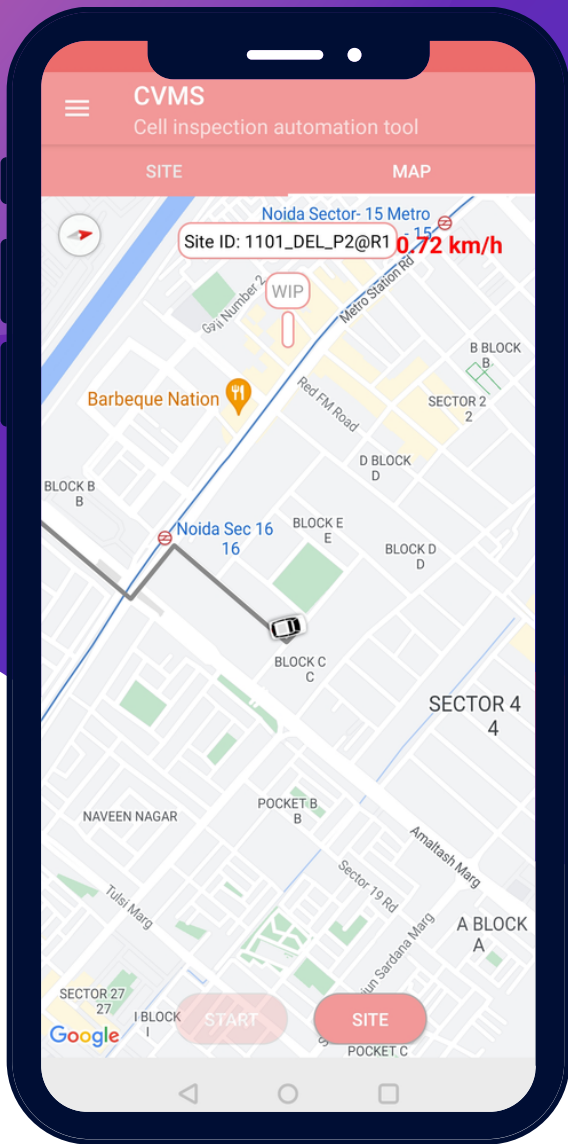 CVMS
Cell inspection automation tool
SITE
MAP
Noida Sector- 15 Metro
- 15
Site ID: 1101_DEL_P2@R1
0.72 km/h
WIP
Metro Station Rd
B BLOCK
B
Barbeque Nation
Red FM Road
SECTOR 2
2
D BLOCK
D
BLOCK B
B
Noida Sec 16
16
BLOCK E
E
BLOCK D
D
BLOCK C
C
SECTOR 4
4
NAVEEN NAGAR
POCKET B
B
Amaltash Marg
Sector 19 Rd
Tulsi Marg
A BLOCK
A
Sardana Marg
SECTOR 27
27
I BLOCK
I
START
SITE
Google
POCKET C